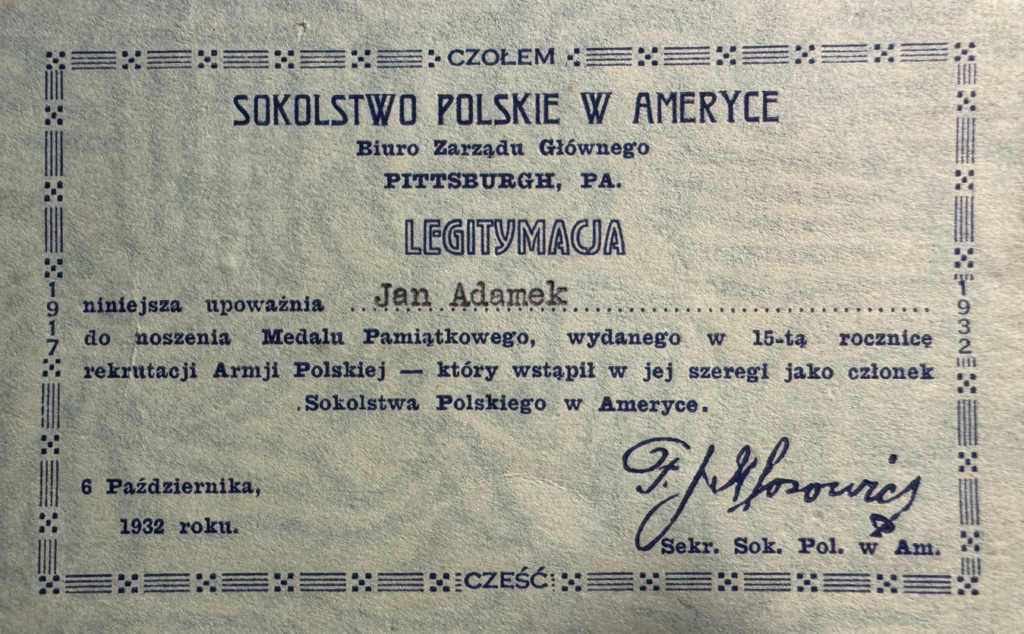 CZOŁEM
SOKOLSTWO POLSKIE W AMERYCE
Biuro Zarządu Głównego
PITTSBURGH, PA.
LEGITYMACJA
1917
1932
niniejsza upoważnia Jan Adamek
do noszenia Medalu Pamiątkowego, wydanego w 15-tą rocznicę
rekrutacji Armji Polskiej — który wstąpił w jej szeregi jako członek
.Sokolstwa Polskiego w Ameryce.
6 Października,
1932 roku.
F. J.
Sekr. Sok. Pol. w Am.
CZEŚĆ